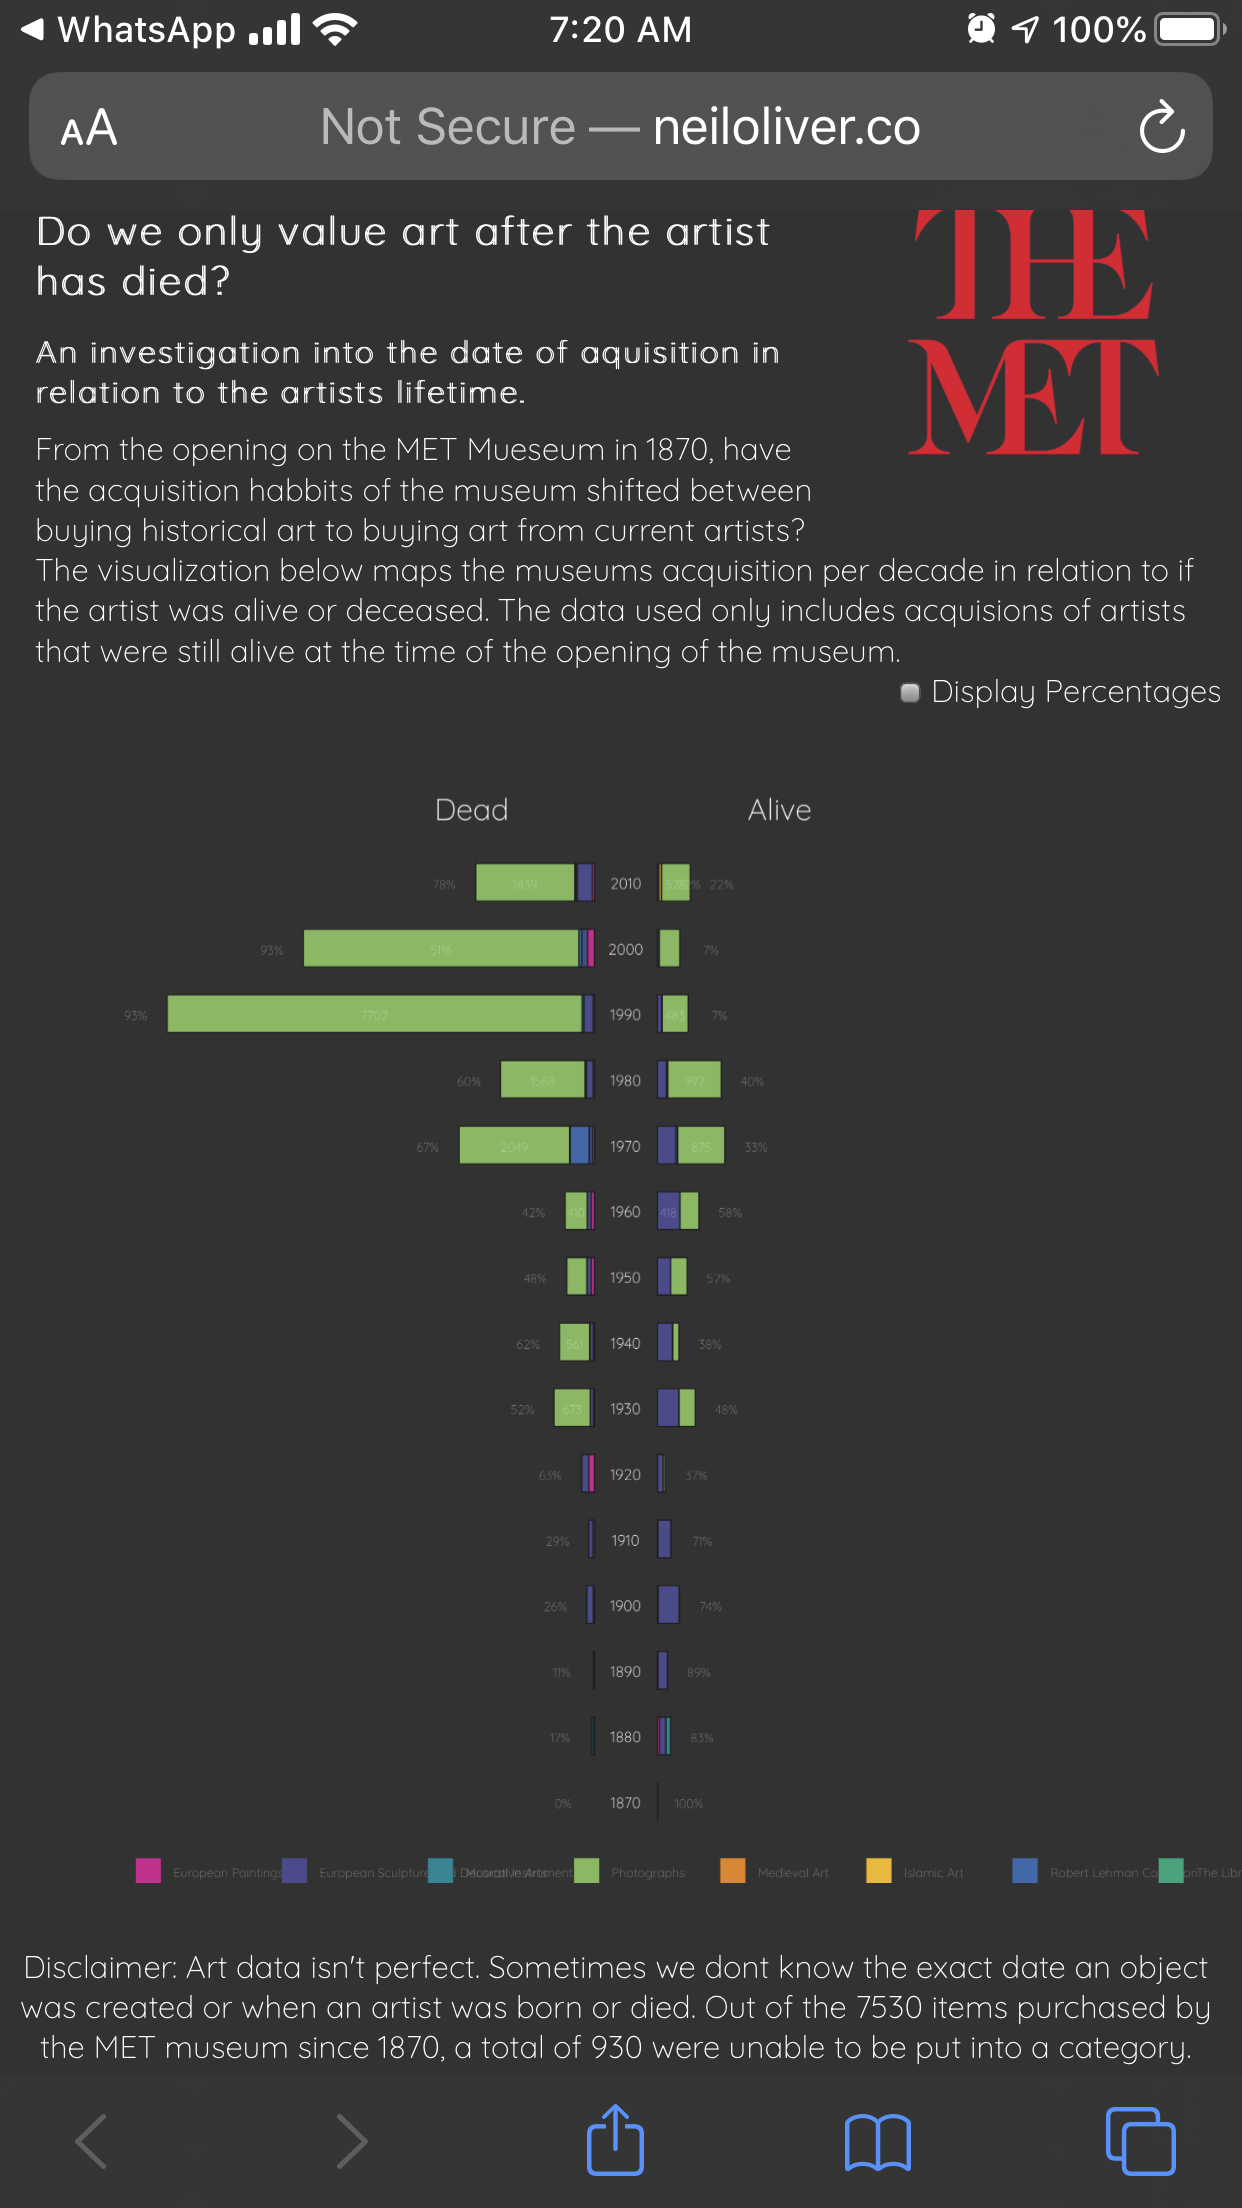 WhatsApp 7:20 AM 100%
AA Not Secure — neiloliver.co
Do we only value art after the artist
has died?
THE
MET
An investigation into the date of aquisition in
relation to the artists lifetime.
From the opening on the MET Mueseum in 1870, have
the acquisition habbits of the museum shifted between
buying historical art to buying art from current artists?
The visualization below maps the museums acquisition per decade in relation to if
the artist was alive or deceased. The data used only includes acquisions of artists
that were still alive at the time of the opening of the museum.
Display Percentages
Dead Alive
78% 1839 2010 22%
93% 5116 2000 7%
93% 7702 1990 483 7%
60% 1568 1980 992 40%
67% 2049 1970 875 33%
42% 410 1960 418 58%
48% 1950 52%
62% 561 1940 38%
52% 673 1930 48%
63% 1920 37%
29% 1910 71%
26% 1900 74%
11% 1890 89%
17% 1880 83%
0% 1870 100%
European Paintings European Sculpture Photographs Medieval Art Islamic Art Robert Lehman The
Disclaimer: Art data isn't perfect. Sometimes we dont know the exact date an object
was created or when an artist was born or died. Out of the 7530 items purchased by
the MET museum since 1870, a total of 930 were unable to be put into a category.